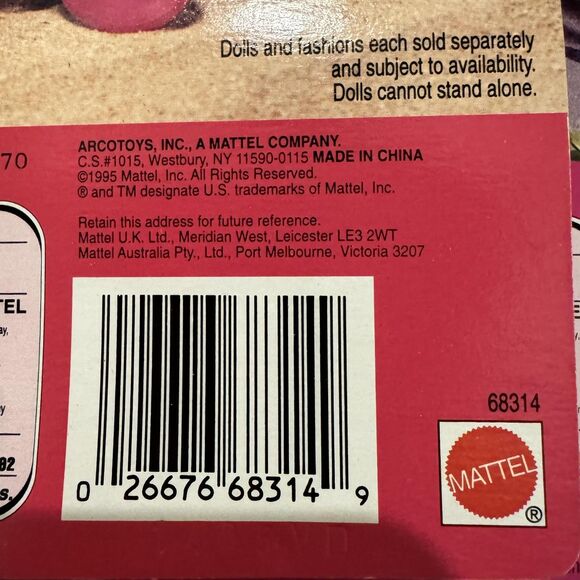 Dolls and fashions each sold separately
and subject to availability.
Dolls cannot stand alone.
70
ARCOTOYS, INC., A MATTEL COMPANY.
C.S.#1015, Westbury, NY 11590-0115 MADE IN CHINA
©1995 Mattel, Inc. All Rights Reserved.
® and TM designate U.S. trademarks of Mattel, Inc.
Retain this address for future reference.
Mattel U.K. Ltd., Meridian West, Leicester LE3 2WT
Mattel Australia Pty., Ltd., Port Melbourne, Victoria 3207
TEL
82
s.
0 26676 68314 9
68314
MATTEL
®